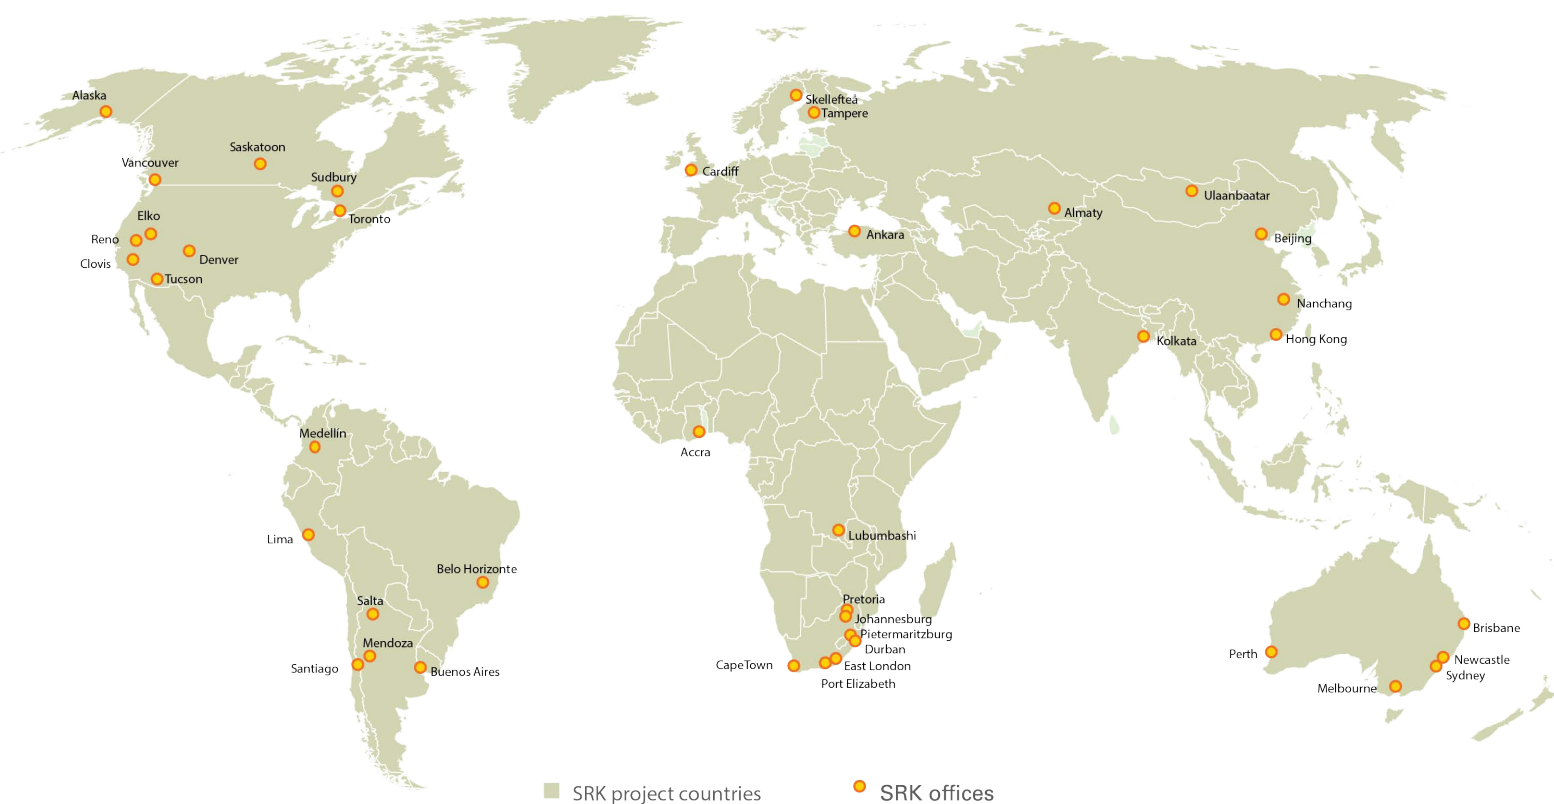 Alaska
Skellefteå
Tampere
Saskatoon
Vancouver
Cardiff
Sudbury
Ulaanbaatar
Almaty
Elko
Toronto
Ankara
Reno
Beijing
Denver
Clovis
Tucson
Nanchang
Hong Kong
Kolkata
Medellín
Accra
Lima
Lubumbashi
Belo Horizonte
Salta
Pretoria
Johannesburg
Brisbane
Pietermaritzburg
Mendoza
Durban
Perth
Newcastle
CapeTown
East London
Santiago
Buenos Aires
Sydney
Port Elizabeth
Melbourne
SRK project countries
SRK offices